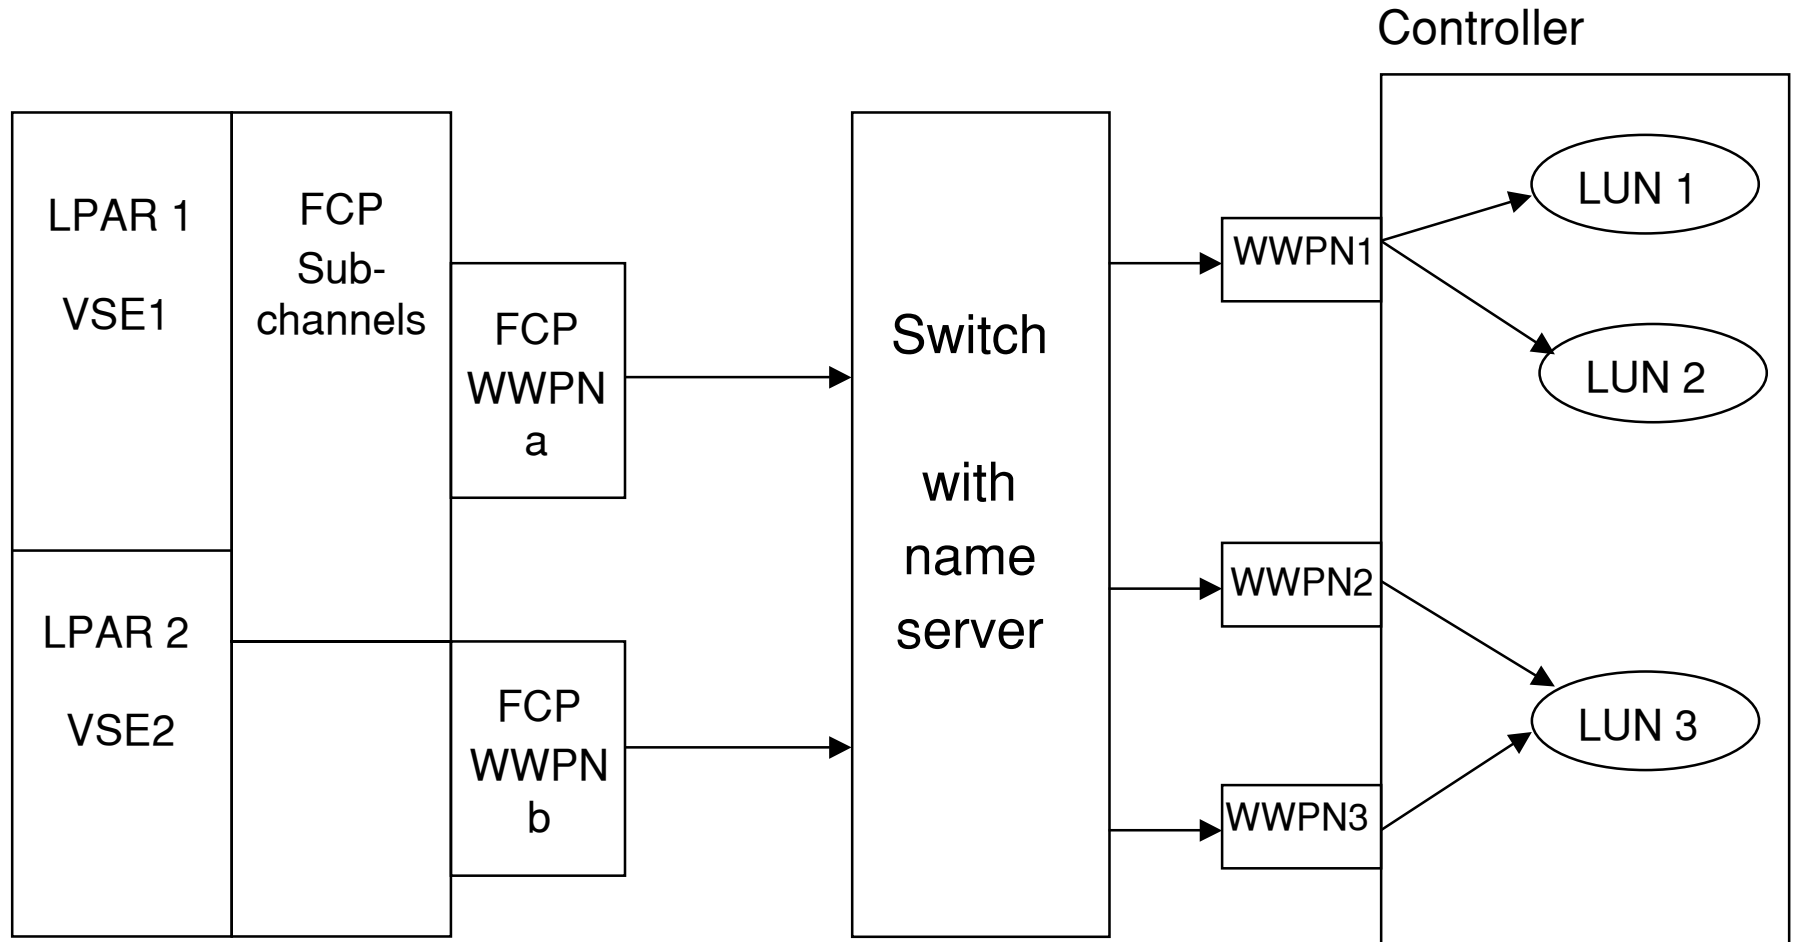 Controller
LPAR 1
VSE1
FCP
Sub-
channels
FCP
WWPN
a
Switch
with
name
server
WWPN1
LUN 1
LUN 2
LPAR 2
VSE2
FCP
WWPN
b
WWPN2
WWPN3
LUN 3